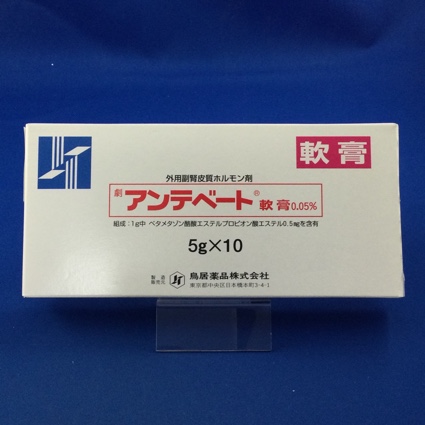 軟膏
外用副腎皮質ホルモン剤
劇 アンテベート® 軟膏0.05%
組成:1g中 ベタメタゾン酪酸エステルプロピオン酸エステル0.5mgを含有
5g×10
製造販売元 鳥居薬品株式会社
東京都中央区日本橋本町3-4-1